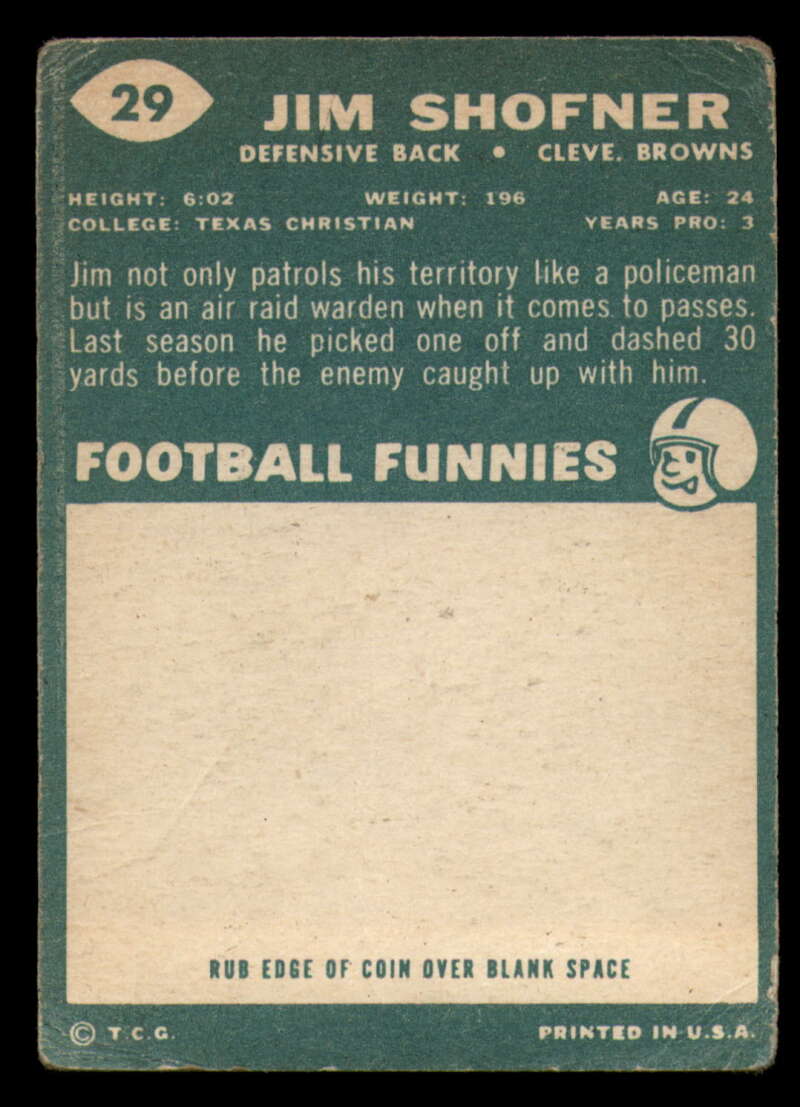 29
JIM SHOFNER
DEFENSIVE BACK • CLEVE. BROWNS
HEIGHT: 6:02 WEIGHT: 196 AGE: 24
COLLEGE: TEXAS CHRISTIAN YEARS PRO: 3
Jim not only patrols his territory like a policeman
but is an air raid warden when it comes to passes.
Last season he picked one off and dashed 30
yards before the enemy caught up with him.
FOOTBALL FUNNIES
RUB EDGE OF COIN OVER BLANK SPACE
© T.C.G. PRINTED IN U.S.A.